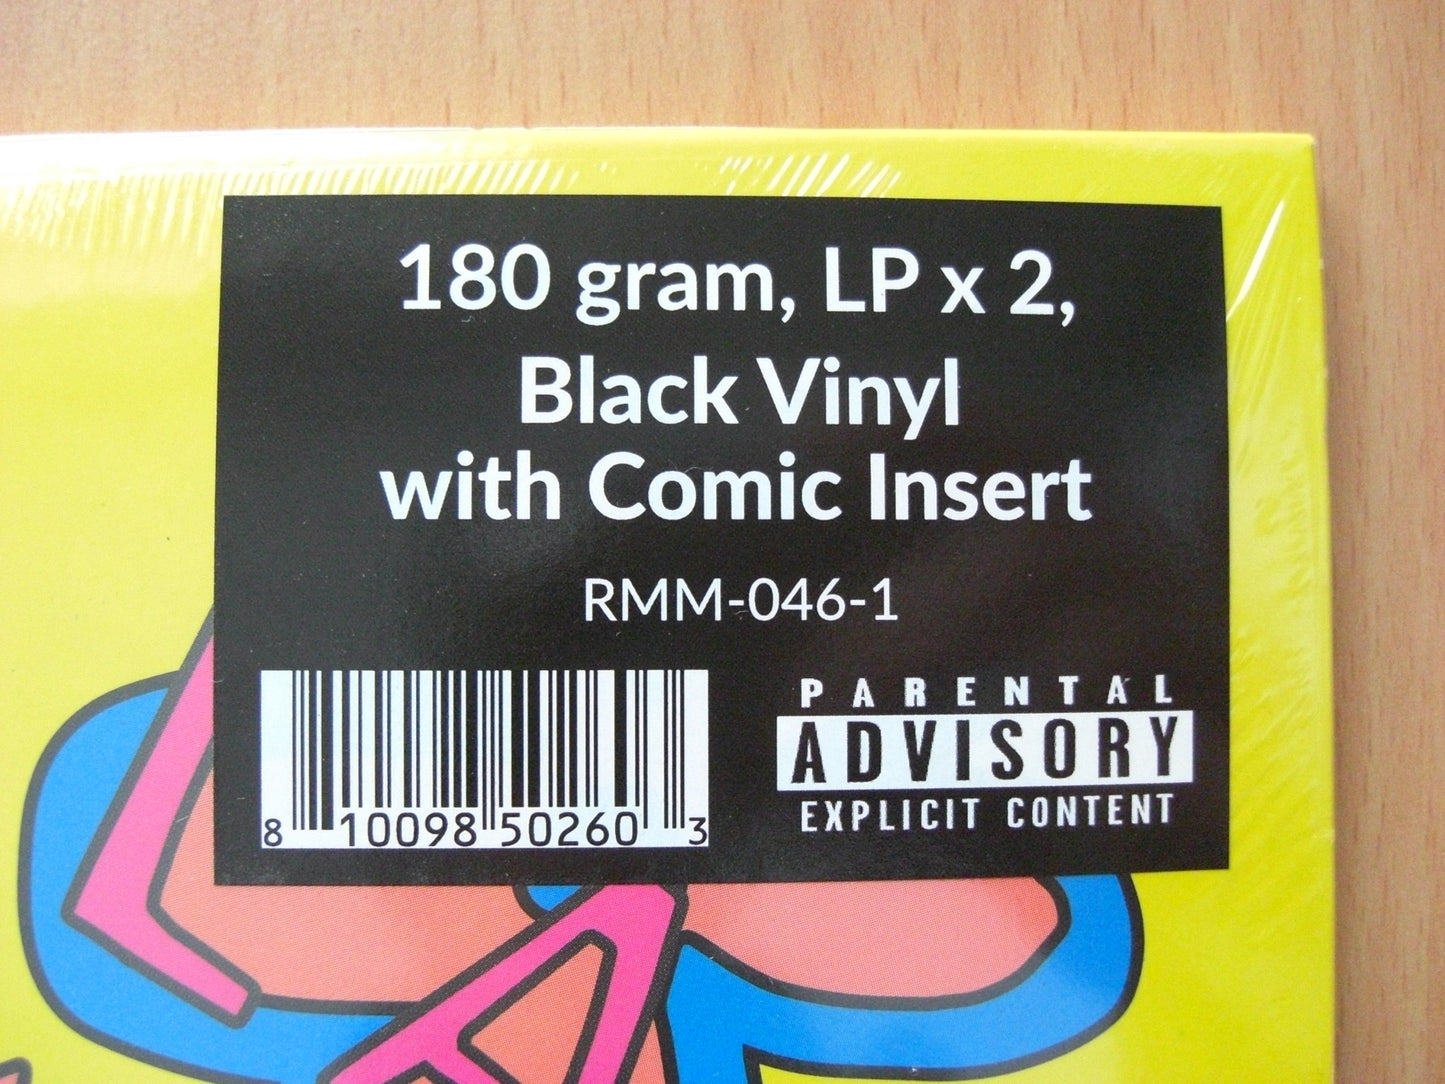 180 gram, LP x 2,
Black Vinyl
with Comic Insert
RMM-046-1
8 10098 50260 3
PARENTAL
ADVISORY
EXPLICIT CONTENT